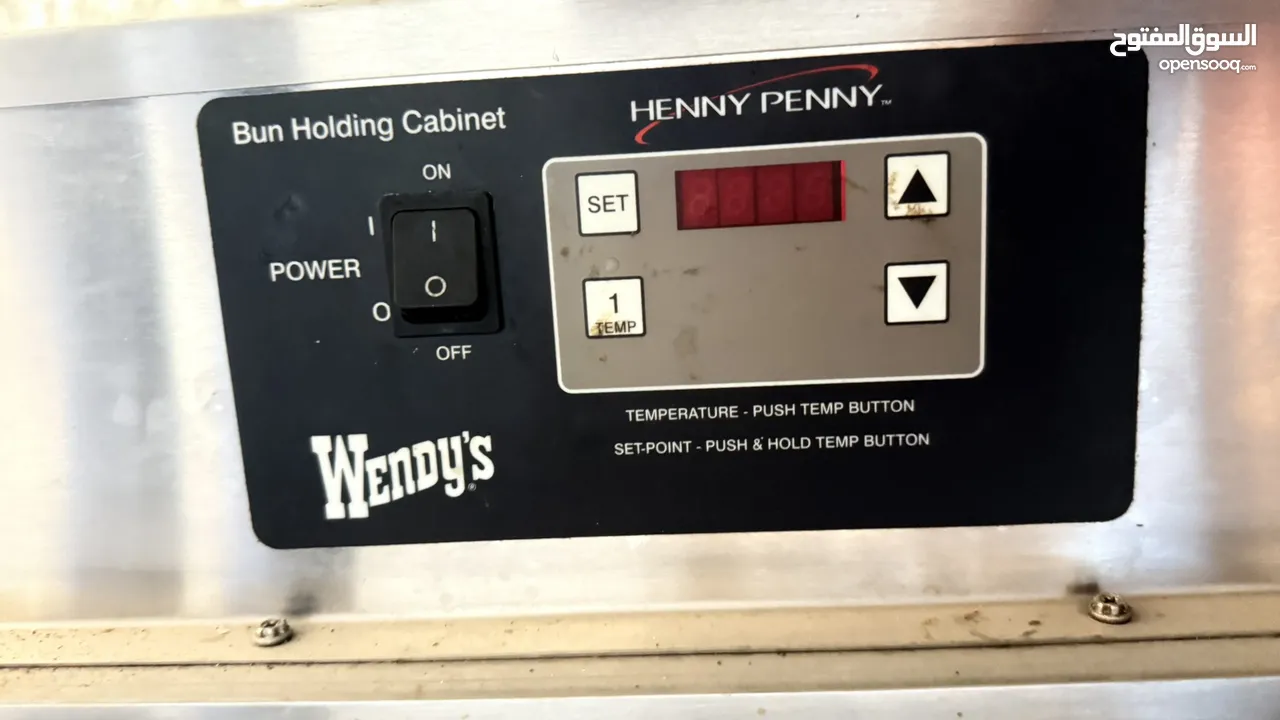 السوق المفتوح
opensooq.com
Bun Holding Cabinet
HENNY PENNY™
ON
I
I
POWER
O
O
OFF
SET
1
TEMP
▲
▼
TEMPERATURE - PUSH TEMP BUTTON
SET-POINT - PUSH & HOLD TEMP BUTTON
WENDY'S®